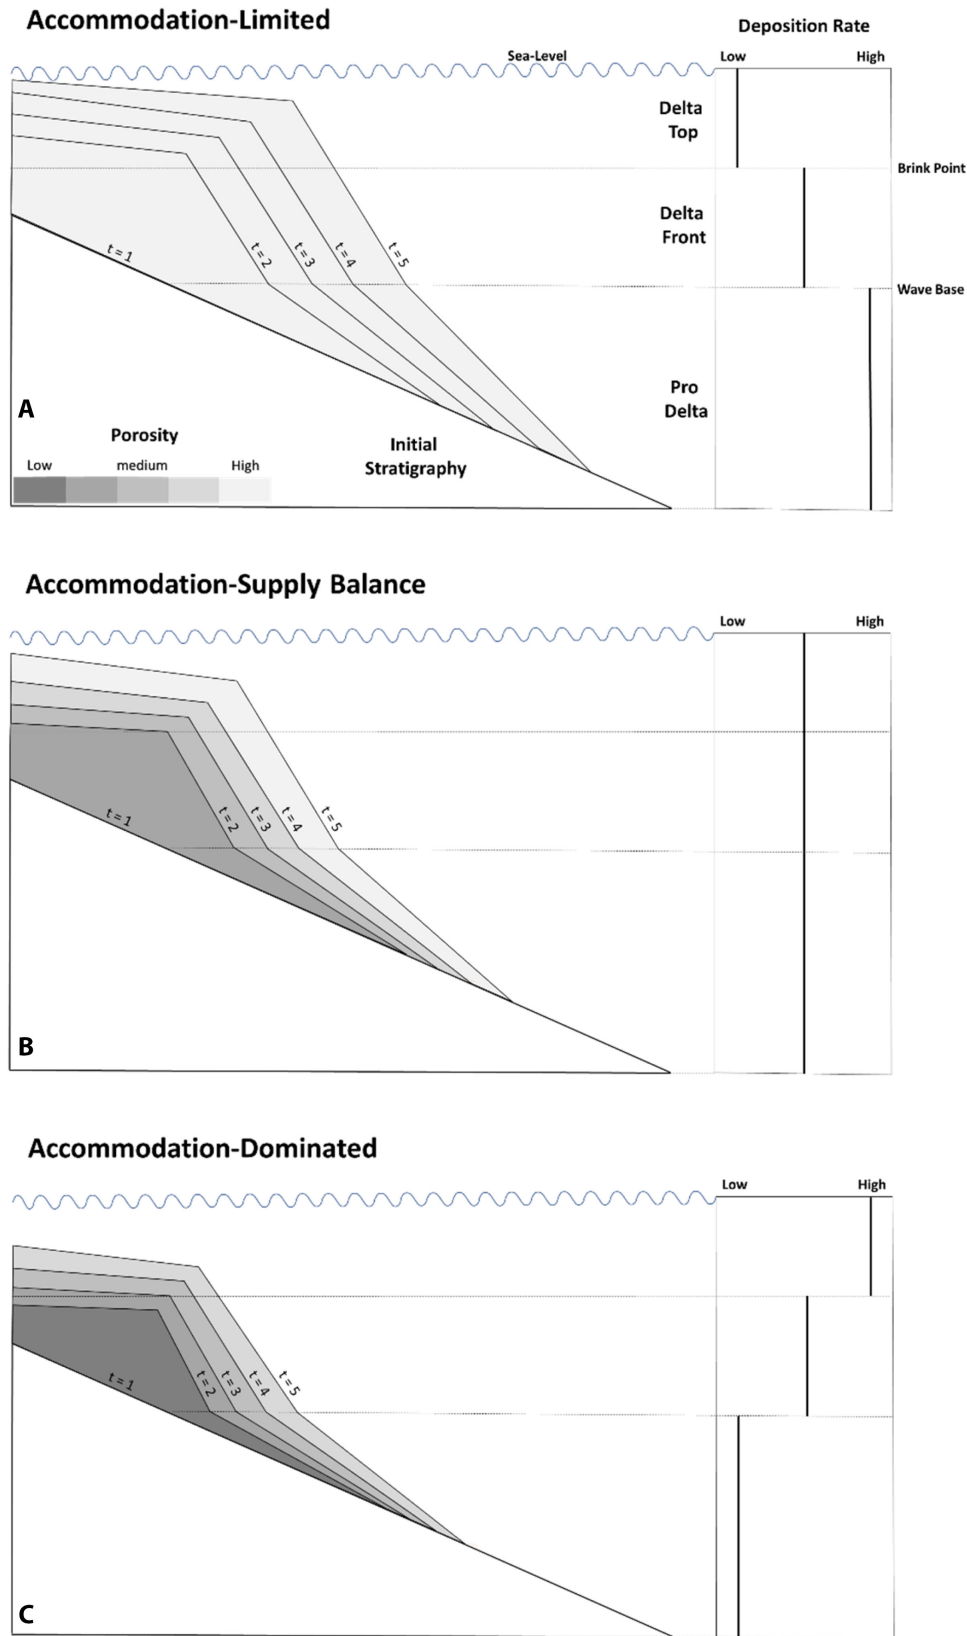 Accommodation-Limited
Deposition Rate
Sea-Level
Low
High
Delta
Top
Brink Point
Delta
Front
t = 1
t = 2
t = 3
t = 4
t = 5
Wave Base
Pro
Delta
A
Porosity
Low
medium
High
Initial
Stratigraphy
Accommodation-Supply Balance
Low
High
t = 1
t = 2
t = 3
t = 4
t = 5
B
Accommodation-Dominated
Low
High
t = 1
t = 2
t = 3
t = 4
t = 5
C